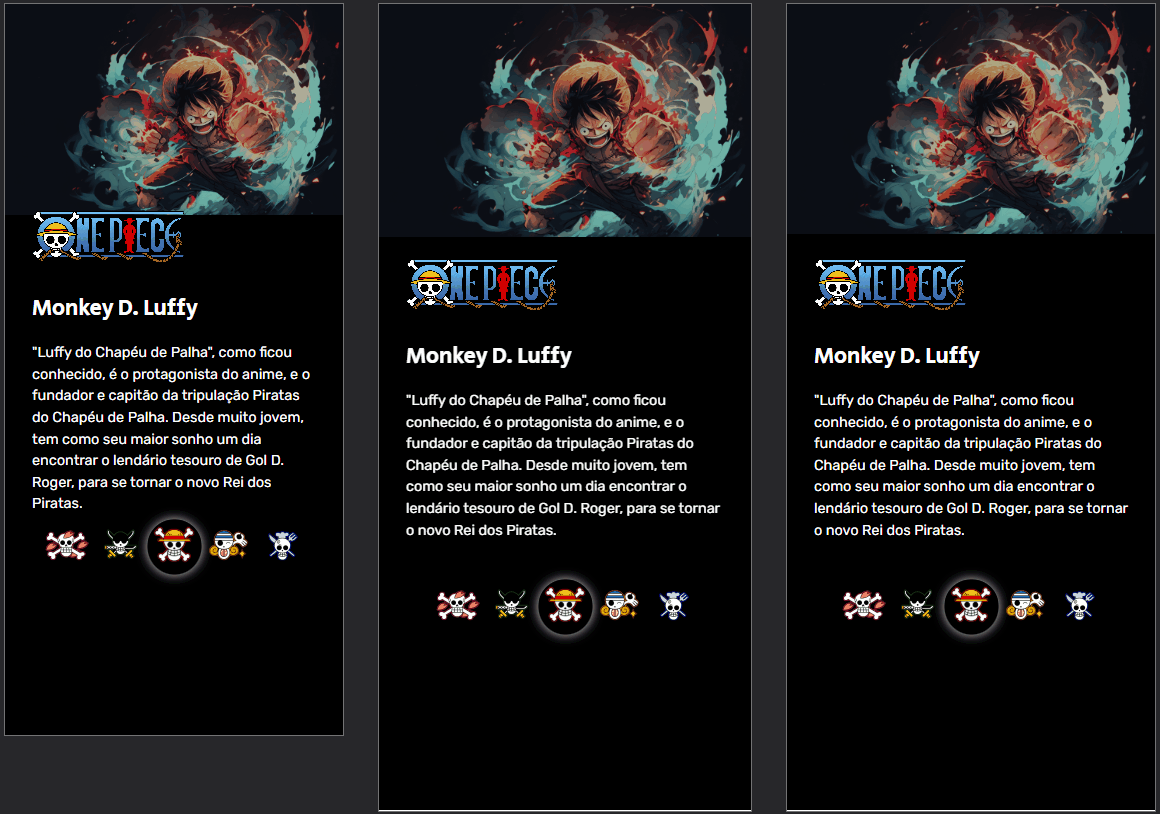 ONE PIECE
Monkey D. Luffy
"Luffy do Chapéu de Palha", como ficou
conhecido, é o protagonista do anime, e o
fundador e capitão da tripulação Piratas
do Chapéu de Palha. Desde muito jovem,
tem como seu maior sonho um dia
encontrar o lendário tesouro de Gol D.
Roger, para se tornar o novo Rei dos
Piratas.
ONE PIECE
Monkey D. Luffy
"Luffy do Chapéu de Palha", como ficou
conhecido, é o protagonista do anime, e o
fundador e capitão da tripulação Piratas do
Chapéu de Palha. Desde muito jovem, tem
como seu maior sonho um dia encontrar o
lendário tesouro de Gol D. Roger, para se tornar
o novo Rei dos Piratas.
ONE PIECE
Monkey D. Luffy
"Luffy do Chapéu de Palha", como ficou
conhecido, é o protagonista do anime, e o
fundador e capitão da tripulação Piratas do
Chapéu de Palha. Desde muito jovem, tem
como seu maior sonho um dia encontrar o
lendário tesouro de Gol D. Roger, para se tornar
o novo Rei dos Piratas.